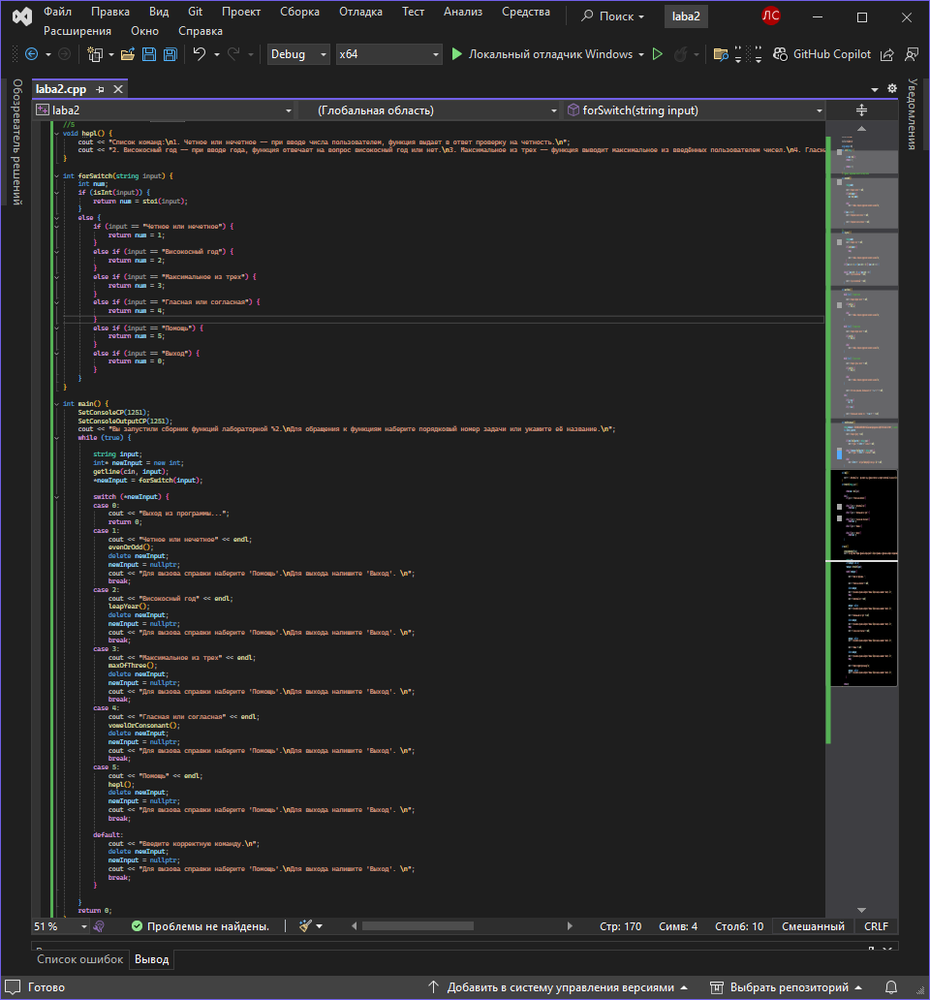 Файл Правка Вид Git Проект Сборка Отладка Тест Анализ Средства Поиск laba2 ЛС
Расширения Окно Справка
Debug x64 Локальный отладчик Windows GitHub Copilot
Обозреватель решений
Уведомления
laba2.cpp
laba2 (Глобальная область) forSwitch(string input)
//5
void hepl() {
cout << "Список команд:\n1. Четное или нечетное — при вводе числа пользователем, функция выдает в ответ проверку на четность.\n";
cout << "2. Високосный год — при вводе года, функция отвечает на вопрос високосный год или нет.\n3. Максимальное из трех — функция выводит максимальное из введённых пользователем чисел.\n4. Гласна
}
int forSwitch(string input) {
int num;
if (isInt(input)) {
return num = stoi(input);
}
else {
if (input == "Четное или нечетное") {
return num = 1;
}
else if (input == "Високосный год") {
return num = 2;
}
else if (input == "Максимальное из трех") {
return num = 3;
}
else if (input == "Гласная или согласная") {
return num = 4;
}
else if (input == "Помощь") {
return num = 5;
}
else if (input == "Выход") {
return num = 0;
}
}
}
int main() {
SetConsoleCP(1251);
SetConsoleOutputCP(1251);
cout << "Вы запустили сборник функций лабораторной №2.\nДля обращения к функциям наберите порядковый номер задачи или укажите её название.\n";
while (true) {
string input;
int* newInput = new int;
getline(cin, input);
*newInput = forSwitch(input);
switch (*newInput) {
case 0:
cout << "Выход из программы...";
return 0;
case 1:
cout << "Четное или нечетное" << endl;
evenOrOdd();
delete newInput;
newInput = nullptr;
cout << "Для вызова справки наберите 'Помощь'.\nДля выхода напишите 'Выход'. \n";
break;
case 2:
cout << "Високосный год" << endl;
leapYear();
delete newInput;
newInput = nullptr;
cout << "Для вызова справки наберите 'Помощь'.\nДля выхода напишите 'Выход'. \n";
break;
case 3:
cout << "Максимальное из трех" << endl;
maxOfThree();
delete newInput;
newInput = nullptr;
cout << "Для вызова справки наберите 'Помощь'.\nДля выхода напишите 'Выход'. \n";
break;
case 4:
cout << "Гласная или согласная" << endl;
vowelOrConsonant();
delete newInput;
newInput = nullptr;
cout << "Для вызова справки наберите 'Помощь'.\nДля выхода напишите 'Выход'. \n";
break;
case 5:
cout << "Помощь" << endl;
hepl();
delete newInput;
newInput = nullptr;
cout << "Для вызова справки наберите 'Помощь'.\nДля выхода напишите 'Выход'. \n";
break;
default:
cout << "Введите корректную команду.\n";
delete newInput;
newInput = nullptr;
cout << "Для вызова справки наберите 'Помощь'.\nДля выхода напишите 'Выход'. \n";
break;
}
}
return 0;
51 % Проблемы не найдены. Стр: 170 Симв: 4 Столб: 10 Смешанный CRLF
Список ошибок Вывод
Готово Добавить в систему управления версиями Выбрать репозиторий